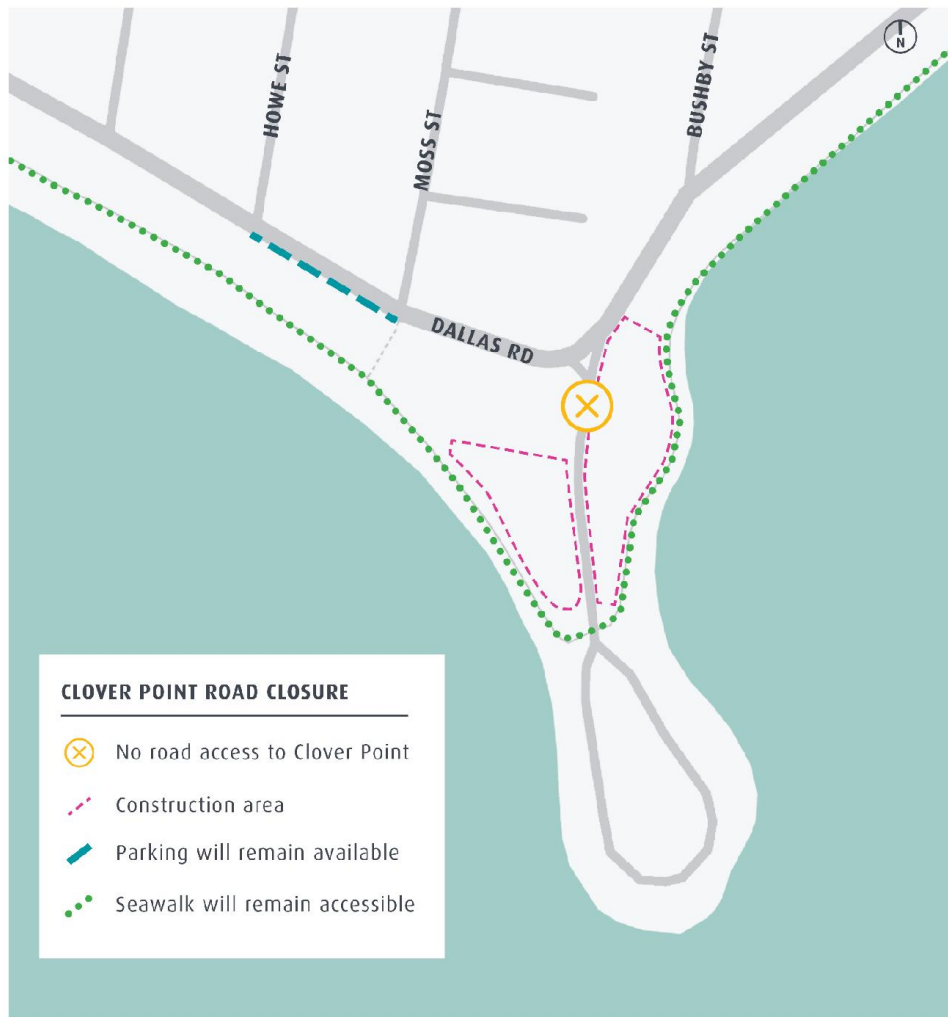 N
HOWE ST
MOSS ST
BUSHBY ST
DALLAS RD
CLOVER POINT ROAD CLOSURE
No road access to Clover Point
Construction area
Parking will remain available
Seawalk will remain accessible